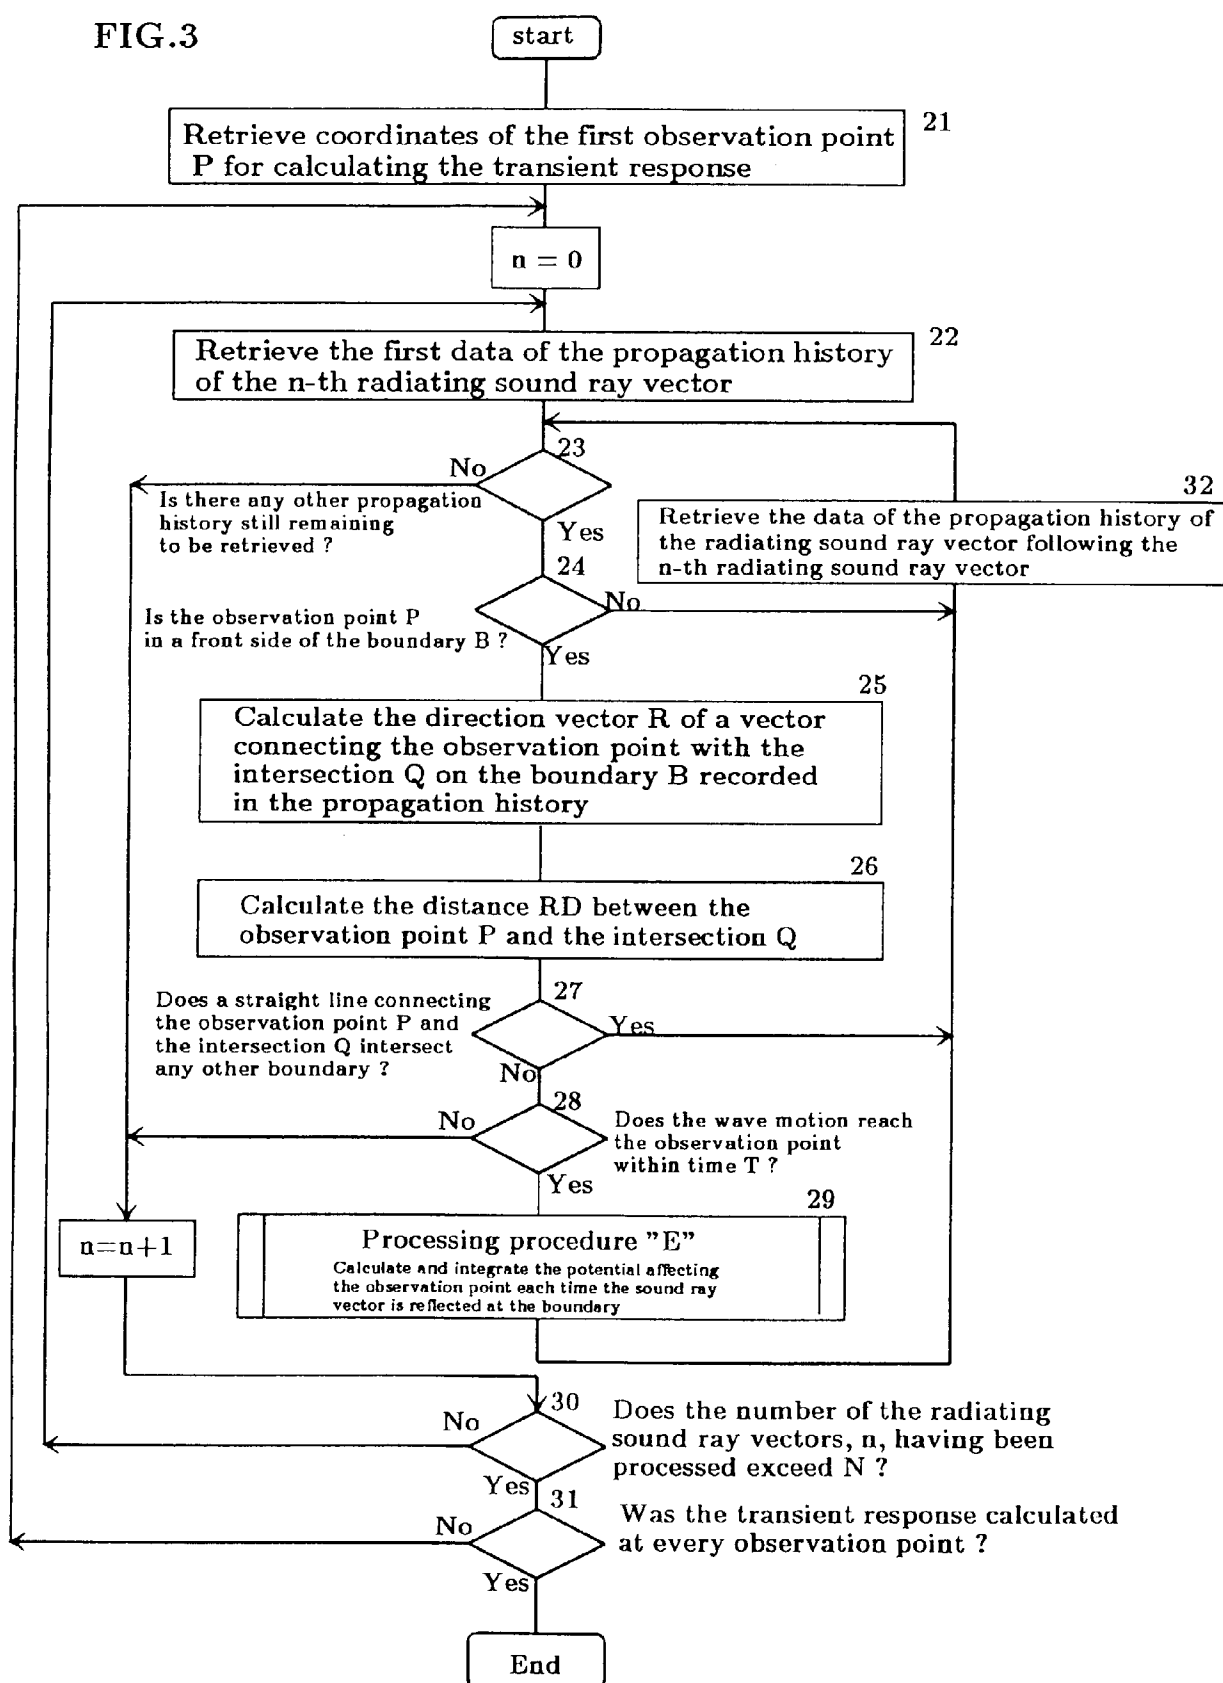 FIG.3
start
21
Retrieve coordinates of the first observation point
P for calculating the transient response
n = 0
22
Retrieve the first data of the propagation history
of the n-th radiating sound ray vector
23
No
Is there any other propagation
history still remaining
to be retrieved ?
Yes
32
Retrieve the data of the propagation history of
the radiating sound ray vector following the
n-th radiating sound ray vector
24
No
Is the observation point P
in a front side of the boundary B ?
Yes
25
Calculate the direction vector R of a vector
connecting the observation point with the
intersection Q on the boundary B recorded
in the propagation history
26
Calculate the distance RD between the
observation point P and the intersection Q
27
Does a straight line connecting
the observation point P and
the intersection Q intersect
any other boundary ?
Yes
No
28
No
Does the wave motion reach
the observation point
within time T ?
Yes
29
Processing procedure "E"
Calculate and integrate the potential affecting
the observation point each time the sound ray
vector is reflected at the boundary
n=n+1
30
No
Does the number of the radiating
sound ray vectors, n, having been
processed exceed N ?
Yes
31
No
Was the transient response calculated
at every observation point ?
Yes
End